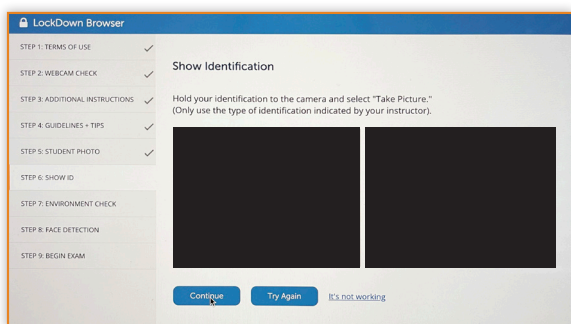 LockDown Browser
STEP 1: TERMS OF USE
STEP 2: WEBCAM CHECK
STEP 3: ADDITIONAL INSTRUCTIONS
STEP 4: GUIDELINES + TIPS
STEP 5: STUDENT PHOTO
STEP 6: SHOW ID
STEP 7: ENVIRONMENT CHECK
STEP 8: FACE DETECTION
STEP 9: BEGIN EXAM
Show Identification
Hold your identification to the camera and select "Take Picture."
(Only use the type of identification indicated by your instructor).
Continue
Try Again
It's not working